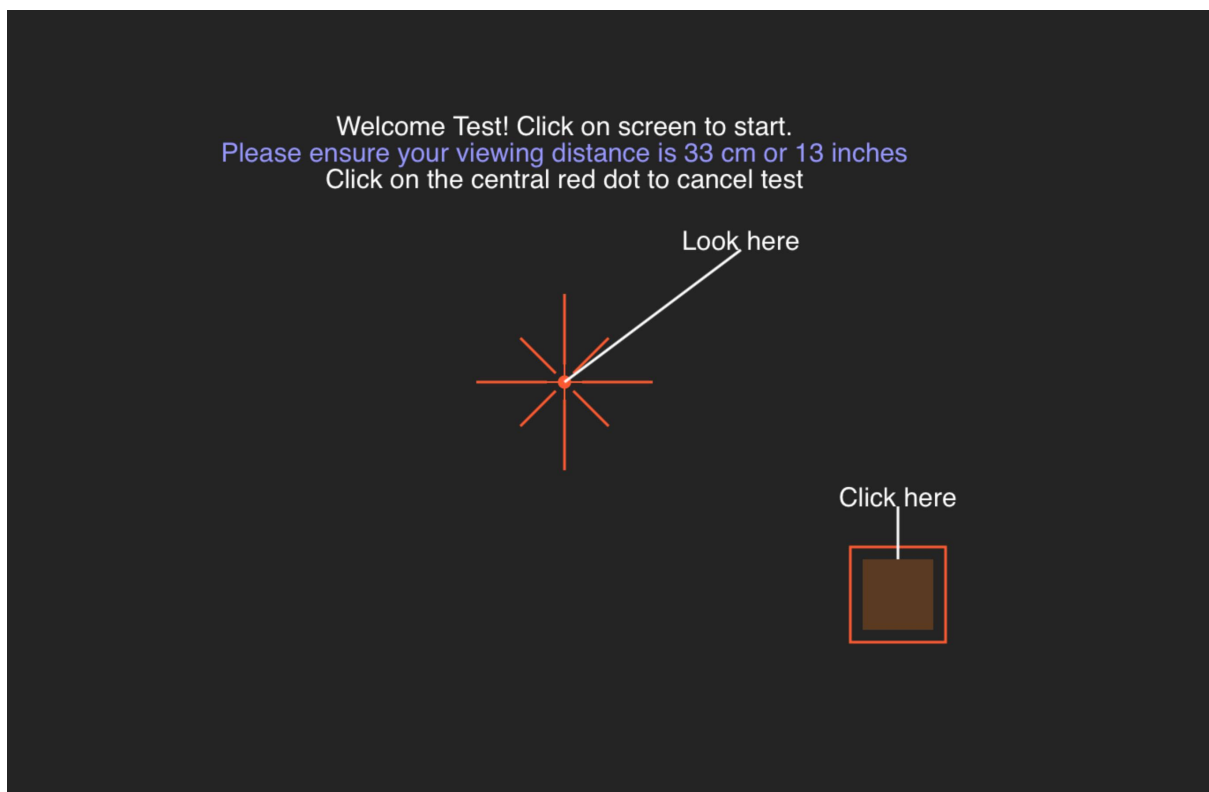 Welcome Test! Click on screen to start.
Please ensure your viewing distance is 33 cm or 13 inches
Click on the central red dot to cancel test
Look here
Click here